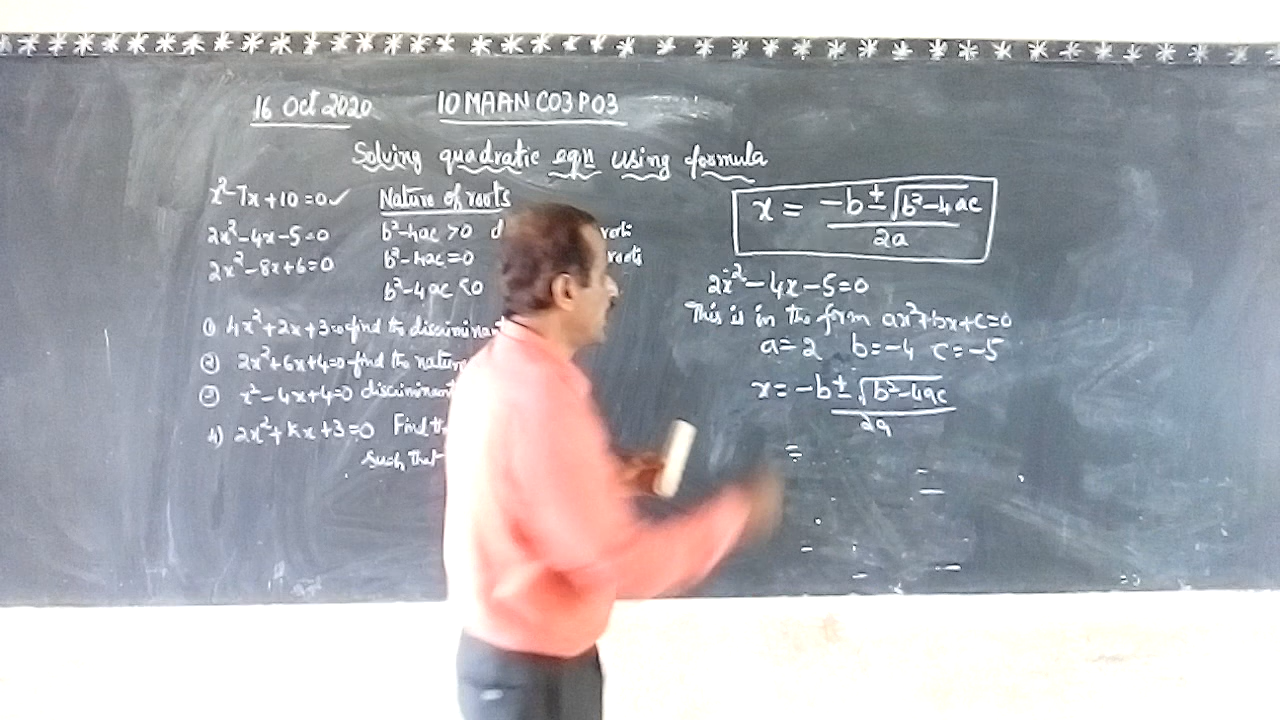 16 Oct 2020 10MAAN CO3PO3
Solving quadratic eqn using formula
x²-7x+10=0✓
2x²-4x-5=0
2x²-8x+6=0
Nature of roots
b²-4ac >0
b²-4ac=0 roots
b²-4ac <0
1) 4x²+2x+3=0 find the discriminant
2) 2x²+6x+4=0 find the nature
3) x²-4x+4=0 discriminant
4) 2x²+kx+3=0 Find the
Such that
x = -b±√b²-4ac / 2a
2x²-4x-5=0
This is in the form ax²+bx+c=0
a=2 b=-4 c=-5
x= -b±√b²-4ac / 2a
=